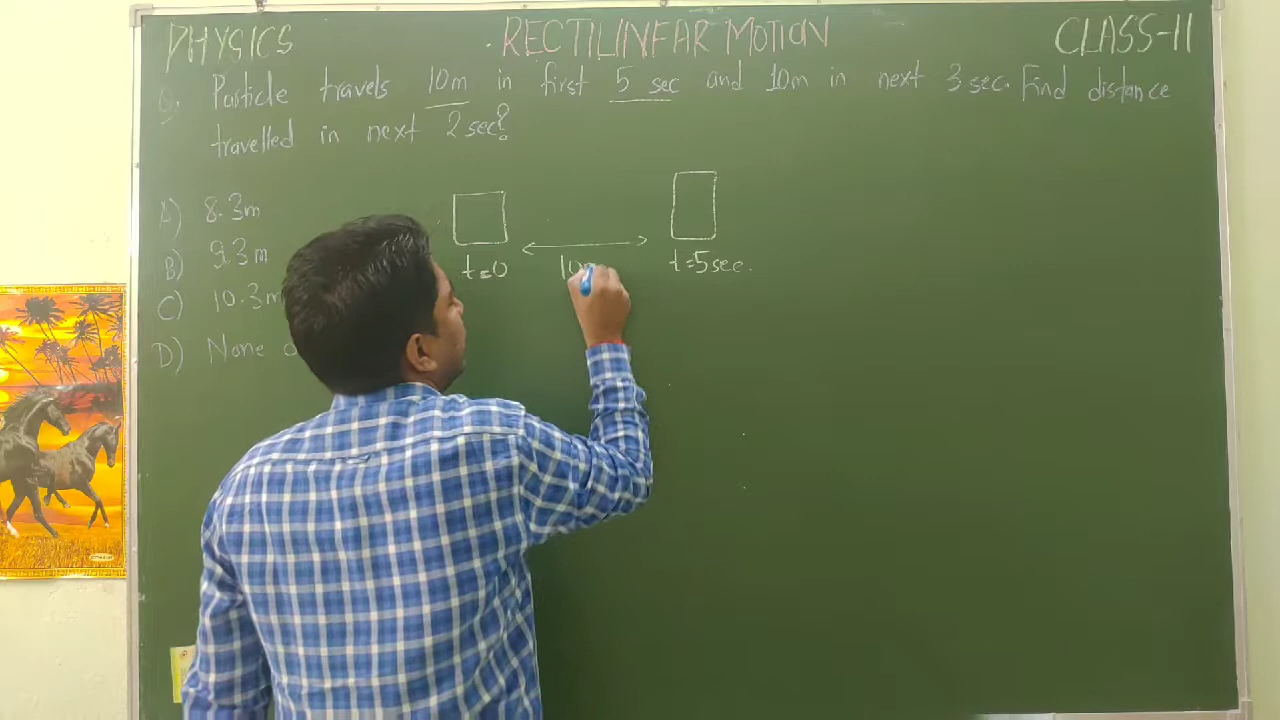 PHYSICS RECTILINEAR MOTION CLASS-11
Q. Particle travels 10m in first 5 sec and 10m in next 3 sec. Find distance
travelled in next 2 sec?
A) 8.3m
B) 9.3m
C) 10.3m
D) None
t=0 10m t=5sec.